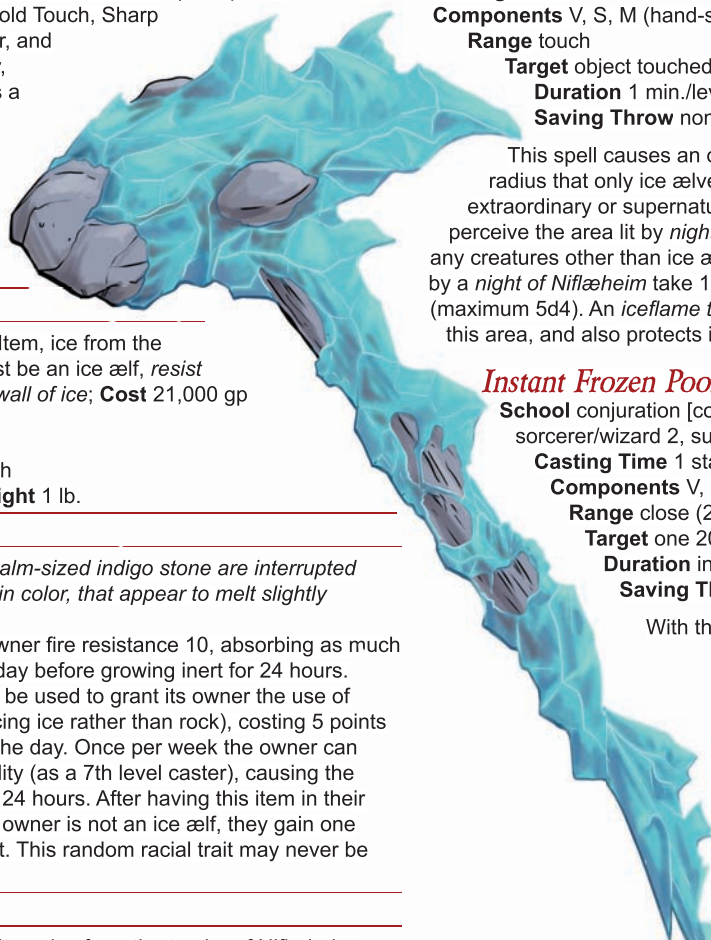 old Touch, Sharp
r, and
s a
Item, ice from the
st be an ice ælf, resist
wall of ice; Cost 21,000 gp
h
ight 1 lb.
alm-sized indigo stone are interrupted
in color, that appear to melt slightly
wner fire resistance 10, absorbing as much
day before growing inert for 24 hours.
be used to grant its owner the use of
cing ice rather than rock), costing 5 points
he day. Once per week the owner can
lity (as a 7th level caster), causing the
24 hours. After having this item in their
owner is not an ice ælf, they gain one
t. This random racial trait may never be
Components V, S, M (hand-s
Range touch
Target object touched
Duration 1 min./lev
Saving Throw non
This spell causes an o
radius that only ice ælve
extraordinary or supernatu
perceive the area lit by night
any creatures other than ice æ
by a night of Niflæheim take 1
(maximum 5d4). An iceflame t
this area, and also protects i
Instant Frozen Poo
School conjuration [co
sorcerer/wizard 2, su
Casting Time 1 sta
Components V,
Range close (2
Target one 20
Duration in
Saving Th
With th